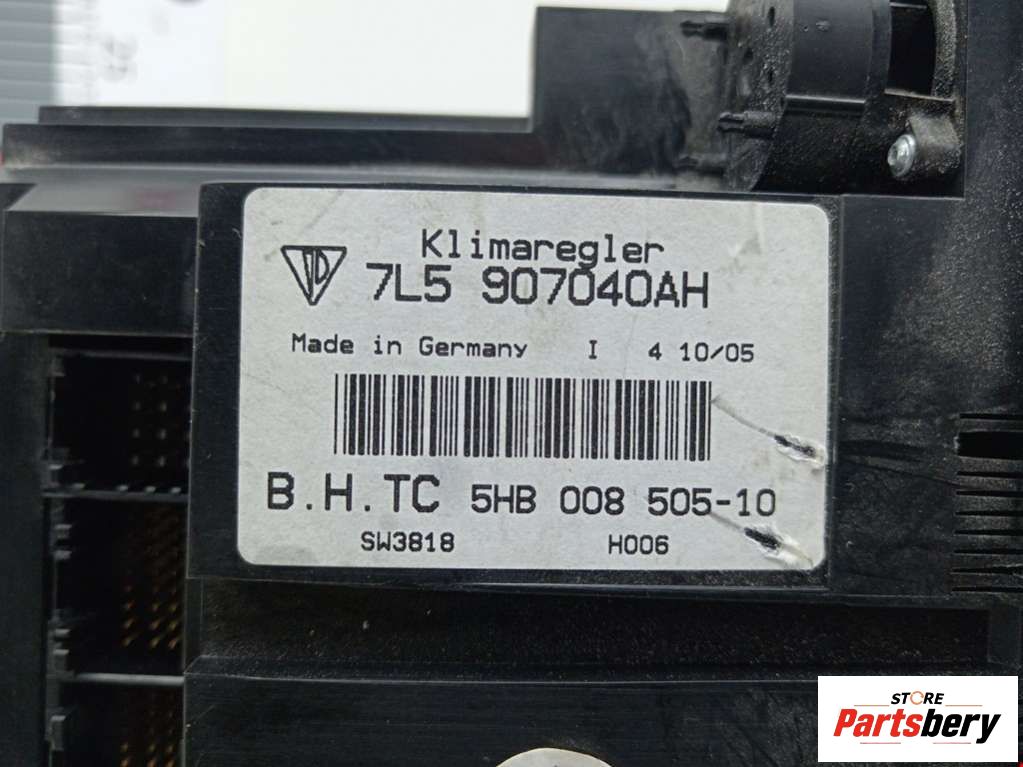 Klimaregler
7L5 907040AH
Made in Germany I 4 10/05
B.H.TC 5HB 008 505-10
SW3818 H006
STORE
Partsbery